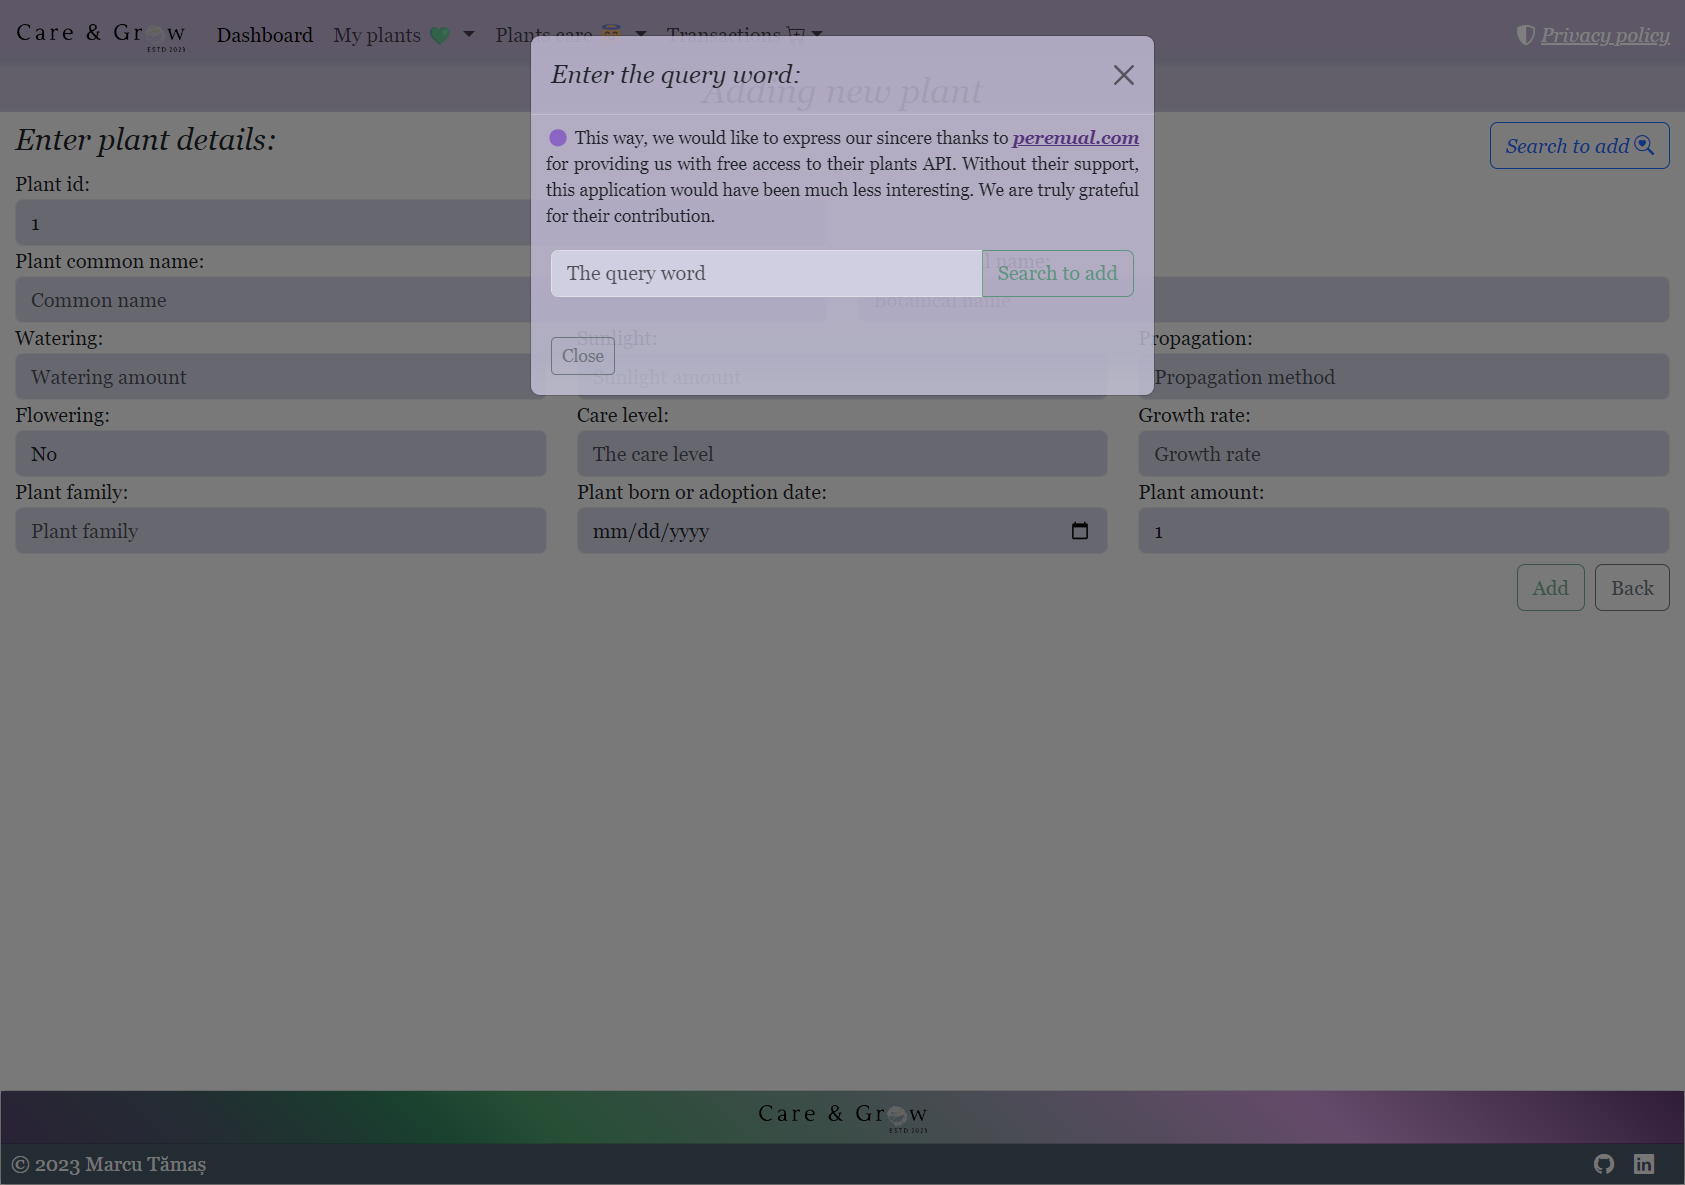 Care & Grow
ESTD 2023
Dashboard
My plants
Plants care
Transactions
Privacy policy
Adding new plant
Enter the query word:
This way, we would like to express our sincere thanks to perenual.com
for providing us with free access to their plants API. Without their support,
this application would have been much less interesting. We are truly grateful
for their contribution.
The query word
Search to add
Close
Enter plant details:
Search to add
Plant id:
1
Plant common name:
name:
Common name
Botanical name
Watering:
Sunlight:
Propagation:
Watering amount
Sunlight amount
Propagation method
Flowering:
Care level:
Growth rate:
No
The care level
Growth rate
Plant family:
Plant born or adoption date:
Plant amount:
Plant family
mm/dd/yyyy
1
Add
Back
Care & Grow
ESTD 2023
© 2023 Marcu Tămaș
in